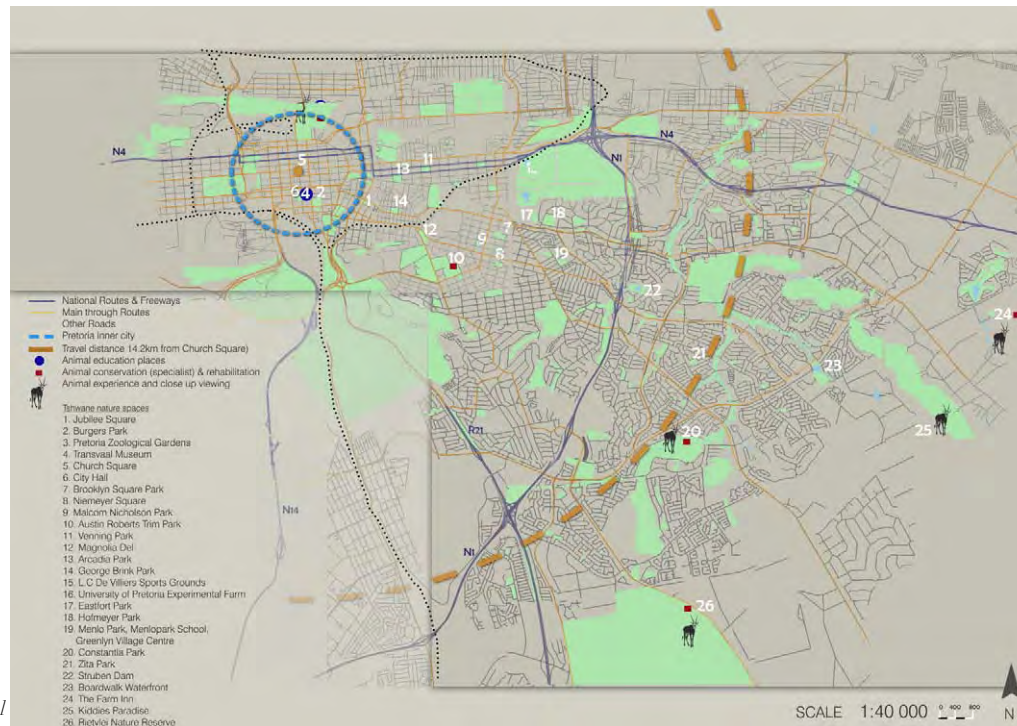 N4
N4
N1
5
13
11
1
18
17
6
4
2
1
14
7
12
9
8
19
10
22
24
21
23
25
20
R21
N14
N1
26
National Routes & Freeways
Main through Routes
Other Roads
Pretoria inner city
Travel distance 14.2km from Church Square)
Animal education places
Animal conservation (specialist) & rehabilitation
Animal experience and close up viewing
Tshwane nature spaces
1. Jubilee Square
2. Burgers Park
3. Pretoria Zoological Gardens
4. Transvaal Museum
5. Church Square
6. City Hall
7. Brooklyn Square Park
8. Niemeyer Square
9 Malcom Nicholson Park
10. Austin Roberts Trim Park
11. Venning Park
12. Magnolia Del
13. Arcadia Park
14. George Brink Park
15. L.C De Villiers Sports Grounds
16. University of Pretoria Experimental Farm
17. Eastfort Park
18. Hofmeyer Park
19. Menlo Park, Menlopark School,
Greenlyn Village Centre
20. Constantia Park
21. Zita Park
22. Struben Dam
23. Boardwalk Waterfront
24. The Farm Inn
25. Kiddies Paradise
26. Rietvlei Nature Reserve
l
SCALE 1:40 000 0 400 800
N